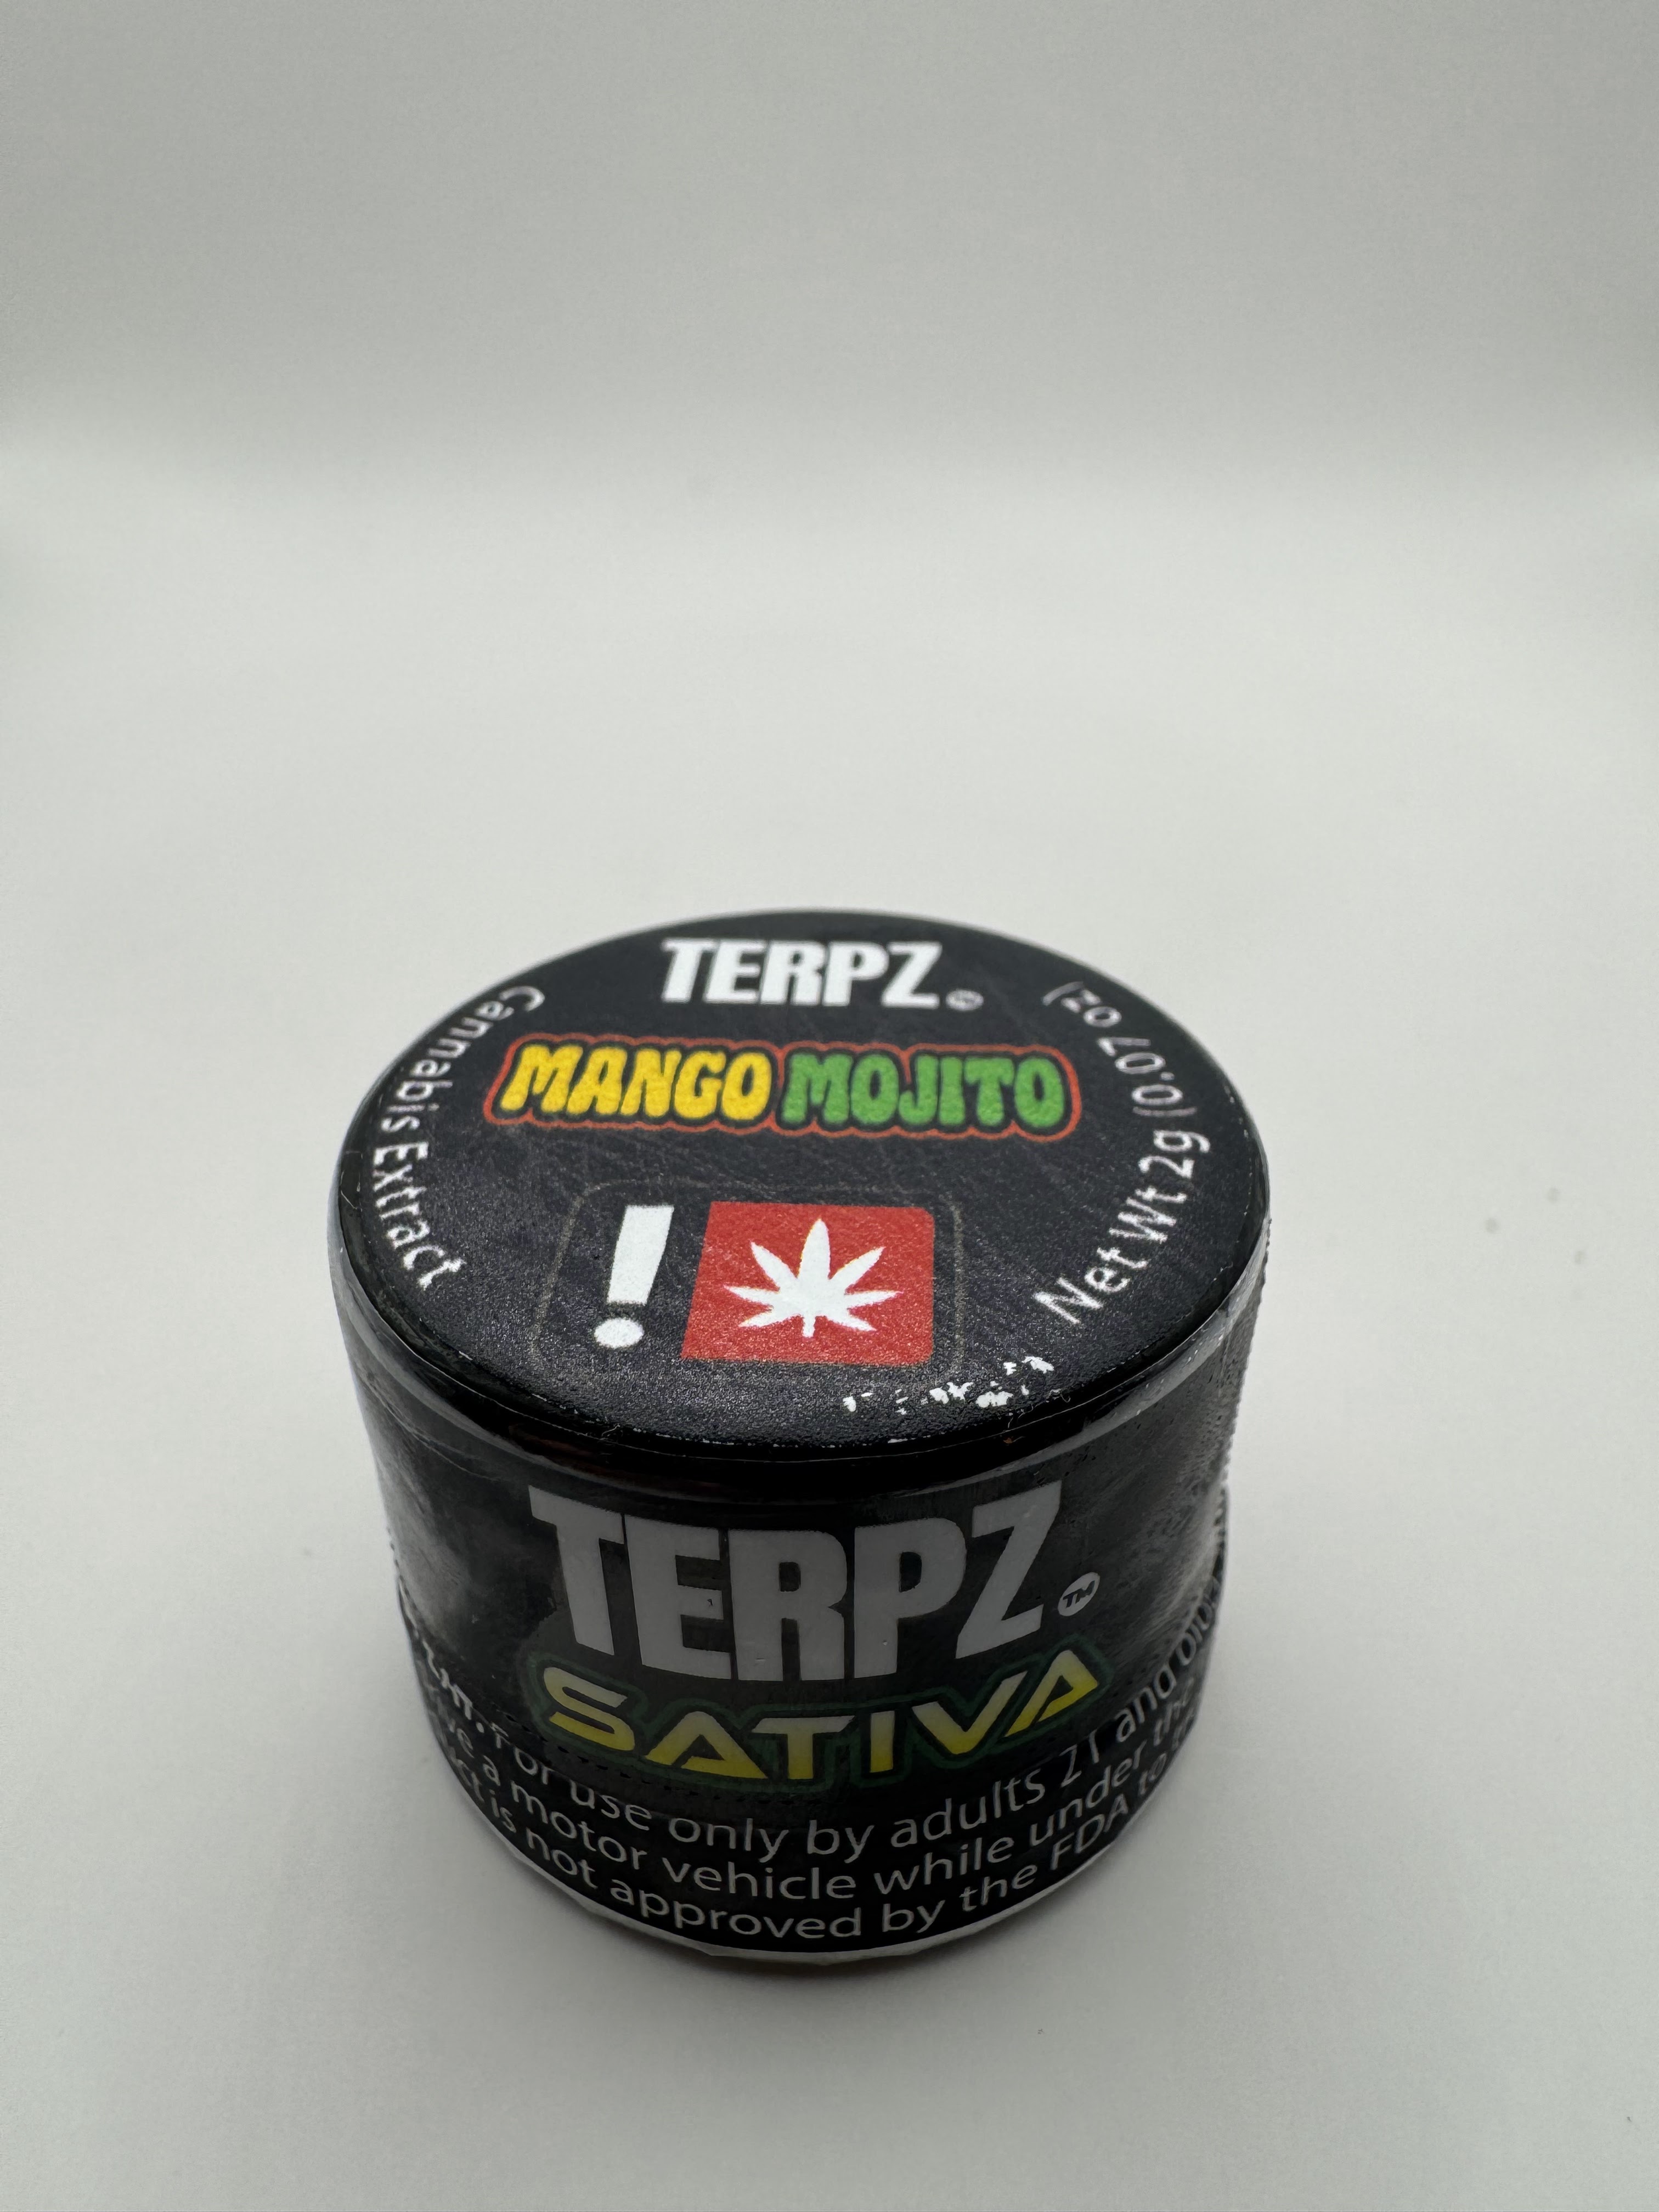 TERPZ
MANGO MOJITO
Cannabis Extract
Net Wt 2g (0.07 oz)
!
TERPZ™
SATIVA
For use only by adults 21 and older
a motor vehicle while under the
is not approved by the FDA to